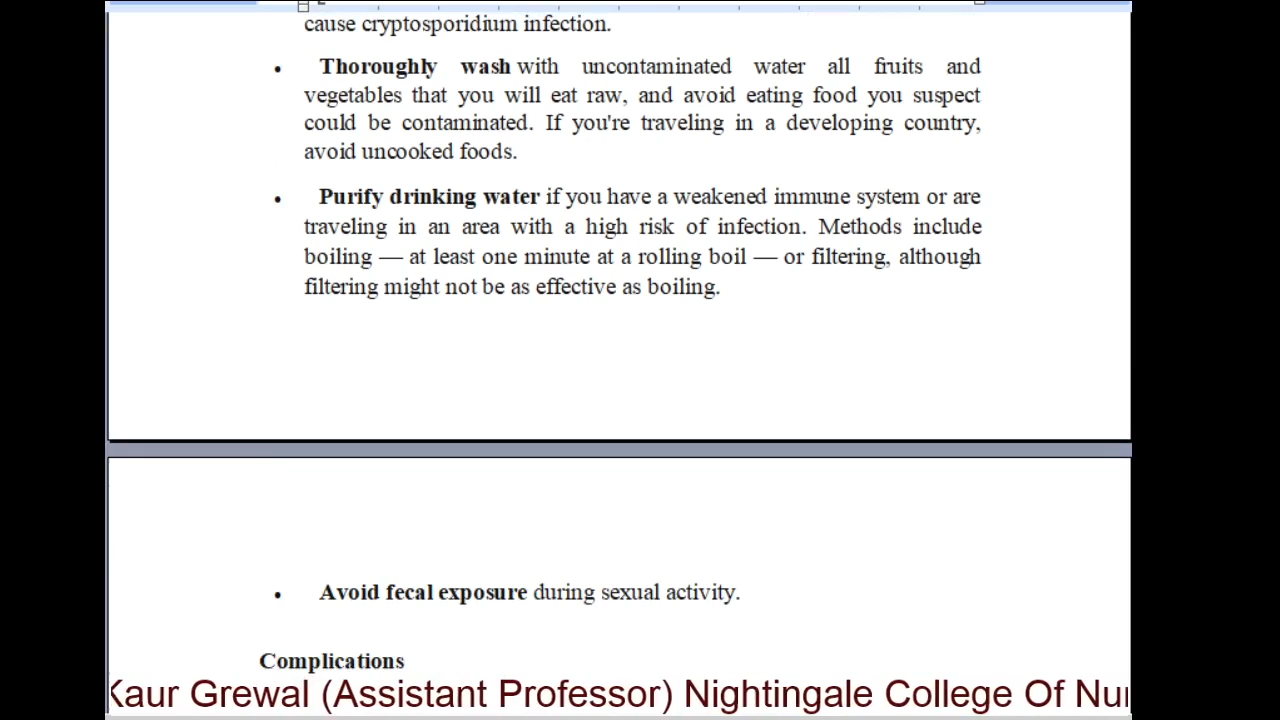 cause cryptosporidium infection.
• Thoroughly wash with uncontaminated water all fruits and
vegetables that you will eat raw, and avoid eating food you suspect
could be contaminated. If you're traveling in a developing country,
avoid uncooked foods.
• Purify drinking water if you have a weakened immune system or are
traveling in an area with a high risk of infection. Methods include
boiling — at least one minute at a rolling boil — or filtering, although
filtering might not be as effective as boiling.
• Avoid fecal exposure during sexual activity.
Complications
Kaur Grewal (Assistant Professor) Nightingale College Of Nur